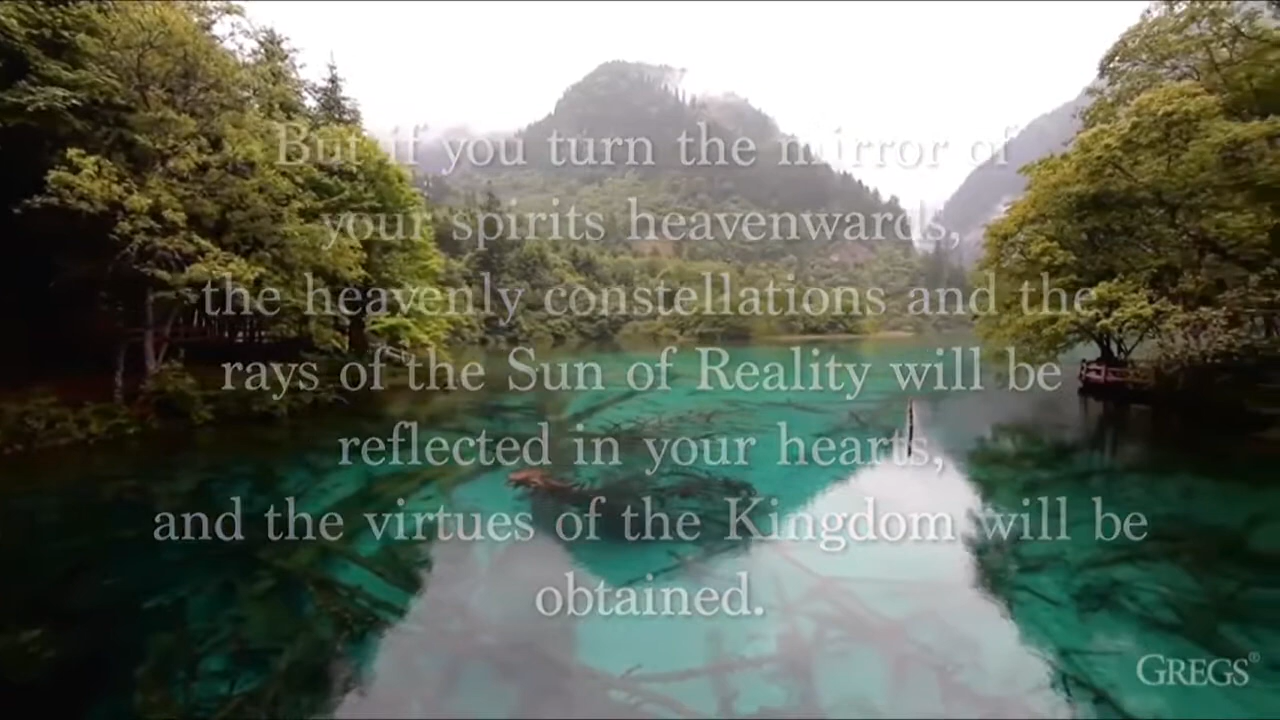 But if you turn the mirror of
your spirits heavenwards,
the heavenly constellations and the
rays of the Sun of Reality will be
reflected in your hearts,
and the virtues of the Kingdom will be
obtained.
GREGS®